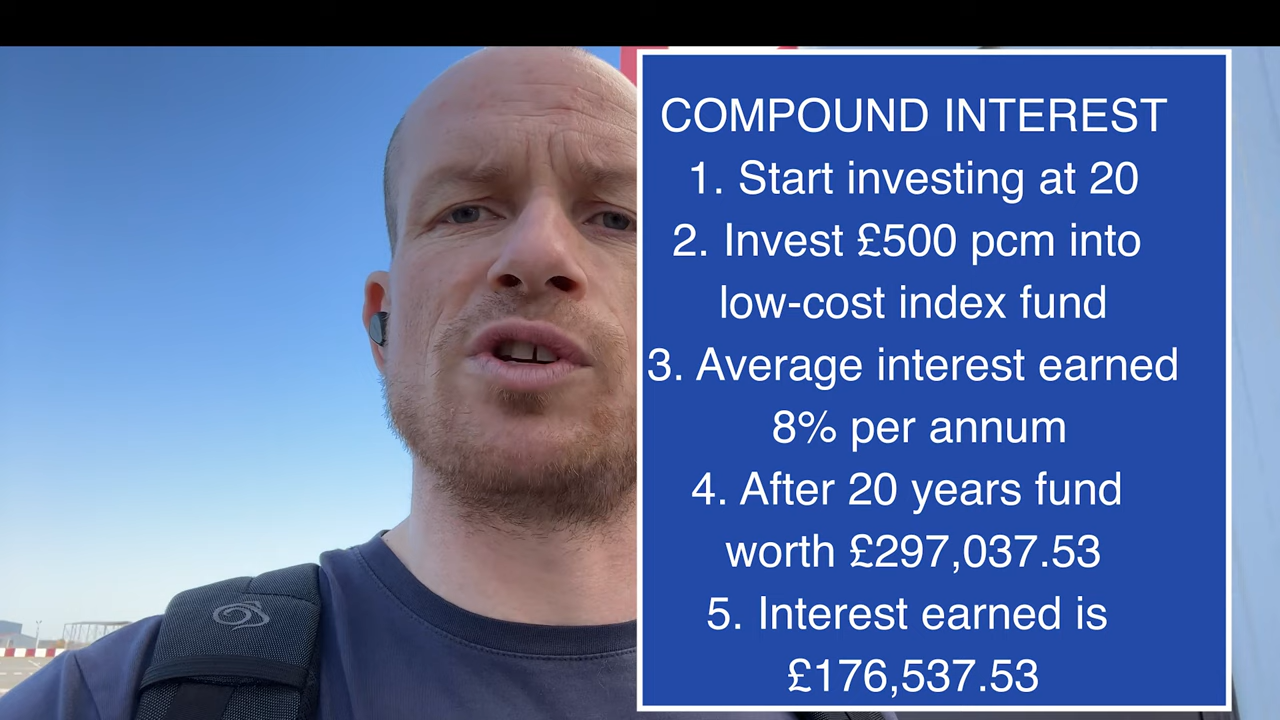 COMPOUND INTEREST
1. Start investing at 20
2. Invest £500 pcm into
low-cost index fund
3. Average interest earned
8% per annum
4. After 20 years fund
worth £297,037.53
5. Interest earned is
£176,537.53